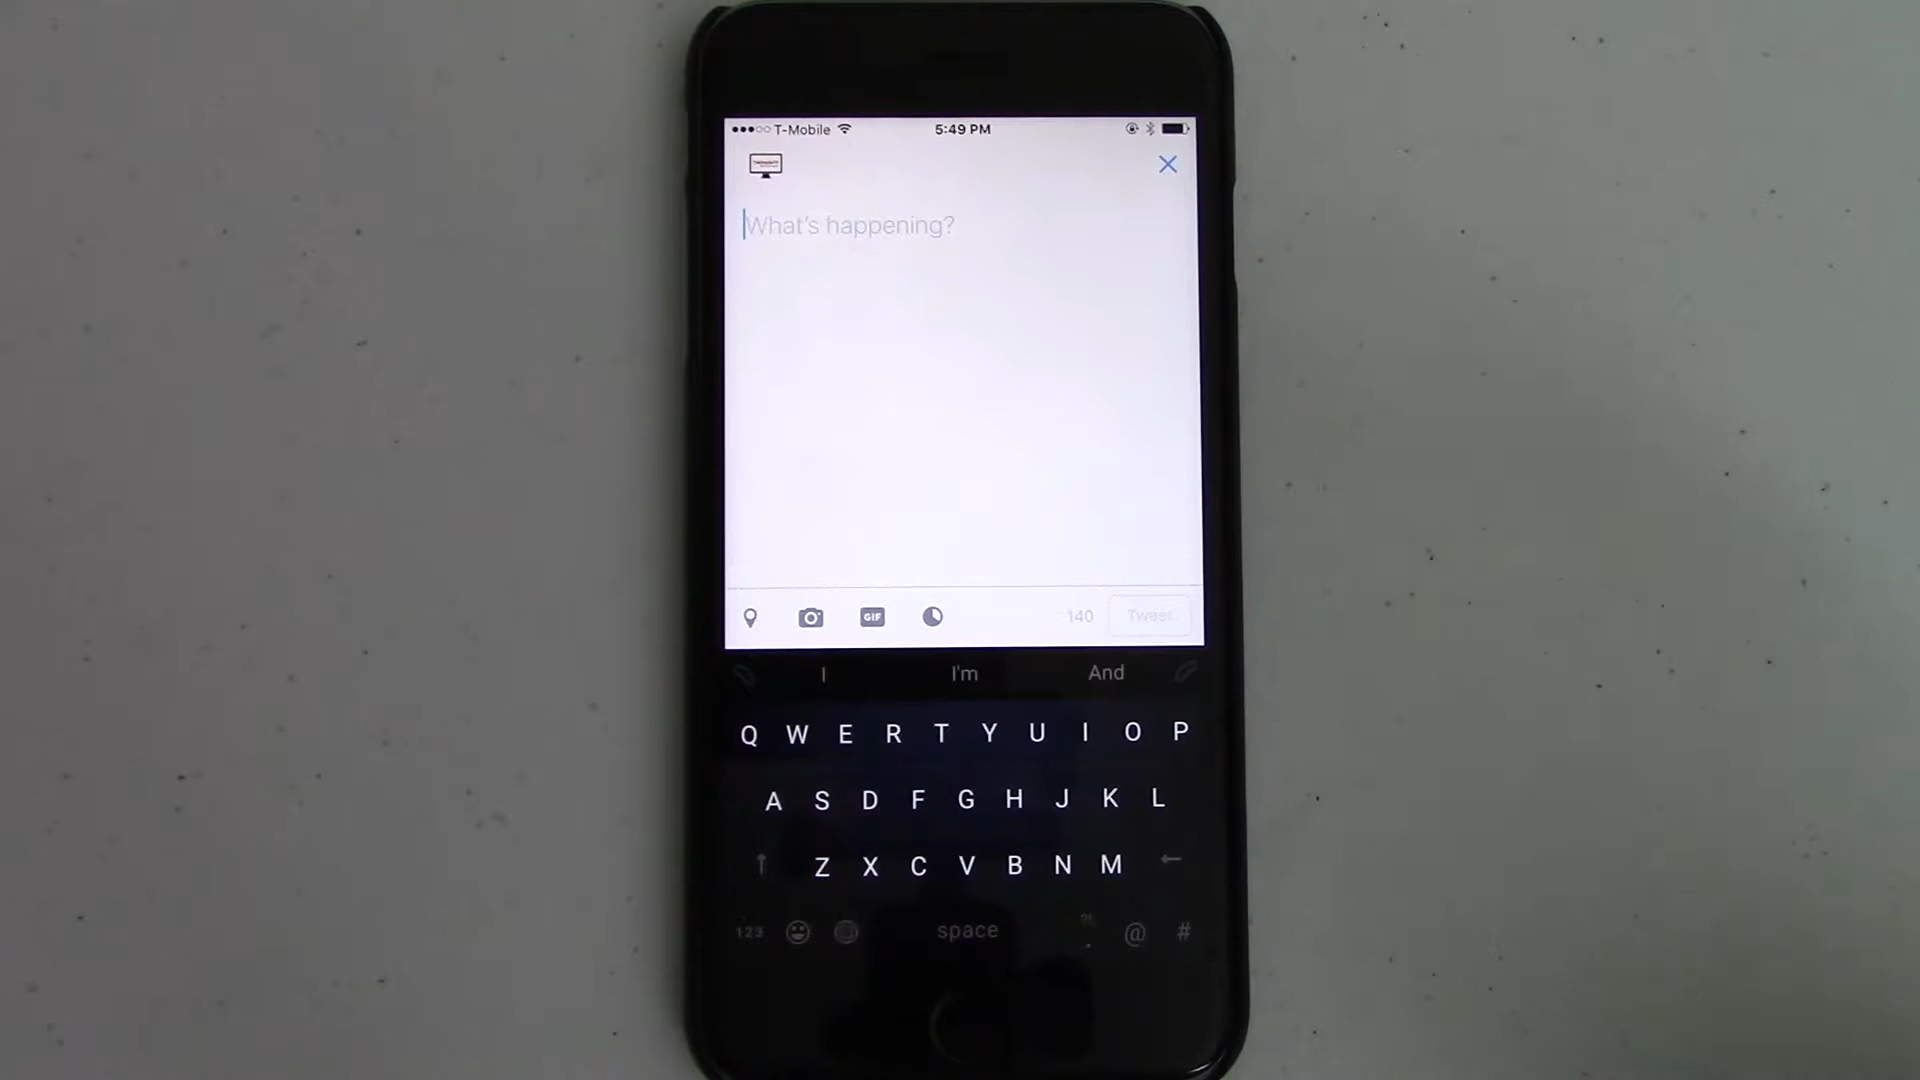 T-Mobile 5:49 PM
What's happening?
GIF 140 Tweet
I I'm And
Q W E R T Y U I O P
A S D F G H J K L
Z X C V B N M
123 space ?! . @ #